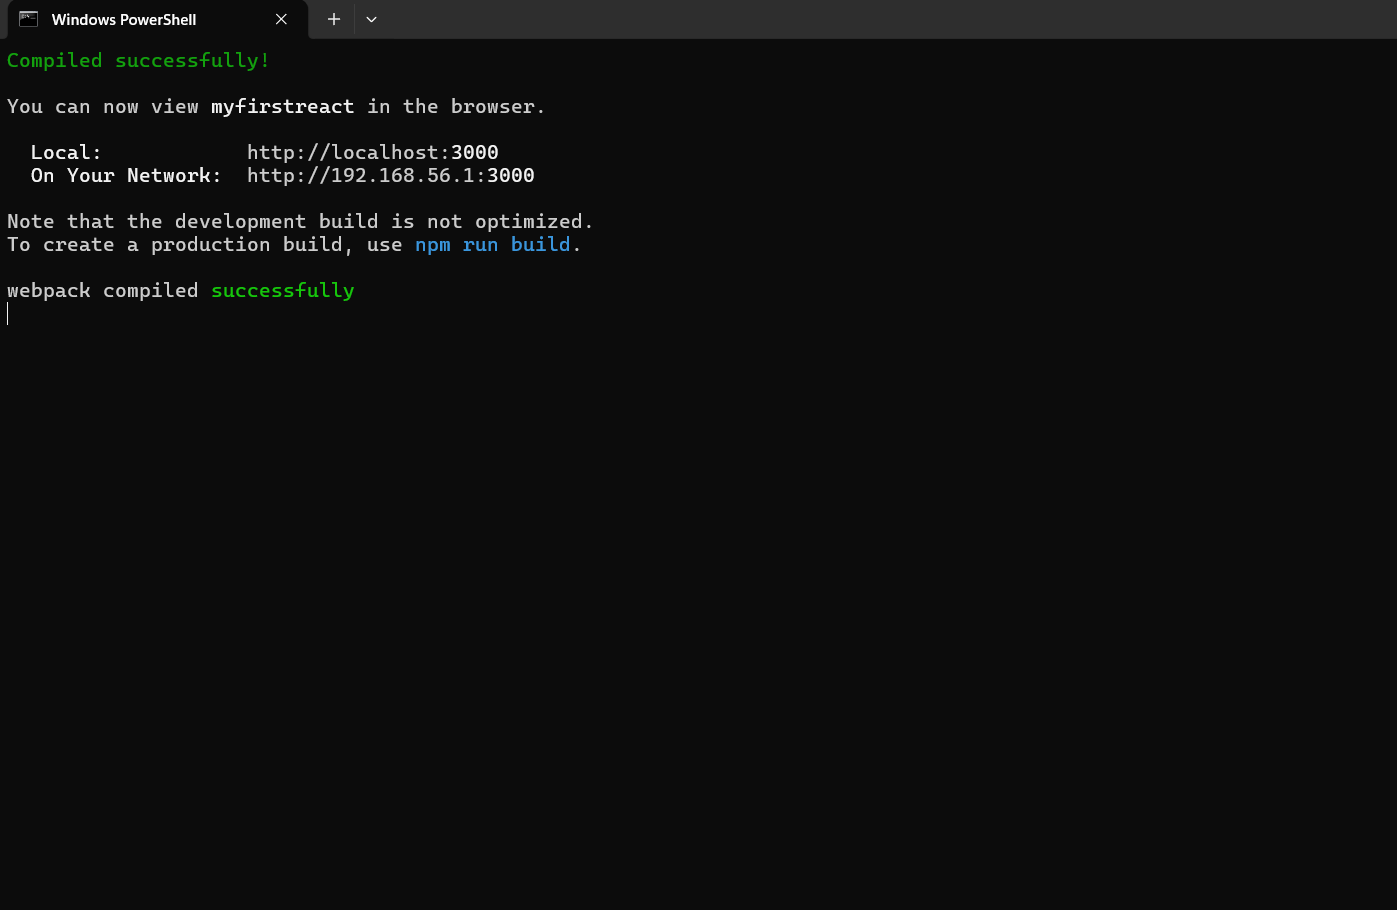 Windows PowerShell
Compiled successfully!
You can now view myfirstreact in the browser.
Local: http://localhost:3000
On Your Network: http://192.168.56.1:3000
Note that the development build is not optimized.
To create a production build, use npm run build.
webpack compiled successfully